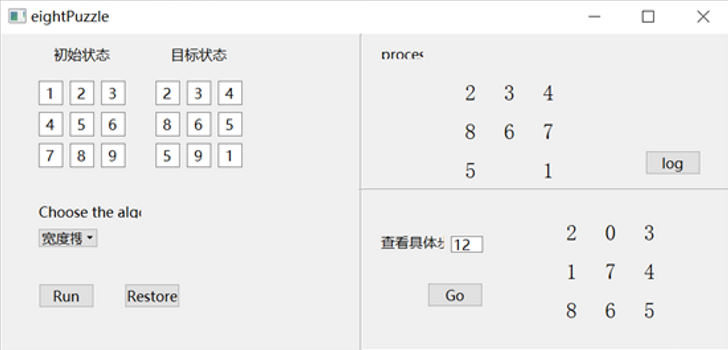 eightPuzzle
初始状态 目标状态
1 2 3 2 3 4
4 5 6 8 6 5
7 8 9 5 9 1
Choose the algo
宽度搜
Run Restore
proces
2 3 4
8 6 7
5 1
log
查看具体 12
Go
2 0 3
1 7 4
8 6 5